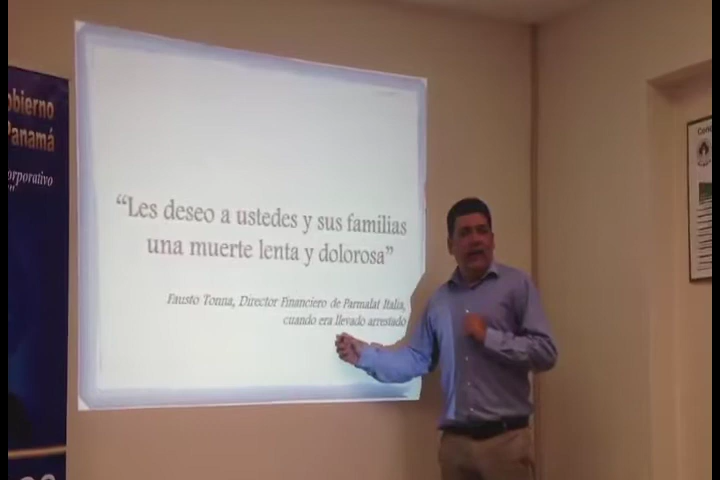 obierno
Panamá
orporativo
"
“Les deseo a ustedes y sus familias
una muerte lenta y dolorosa”
Fausto Tonna, Director Financiero de Parmalat Italia,
cuando era llevado arrestado